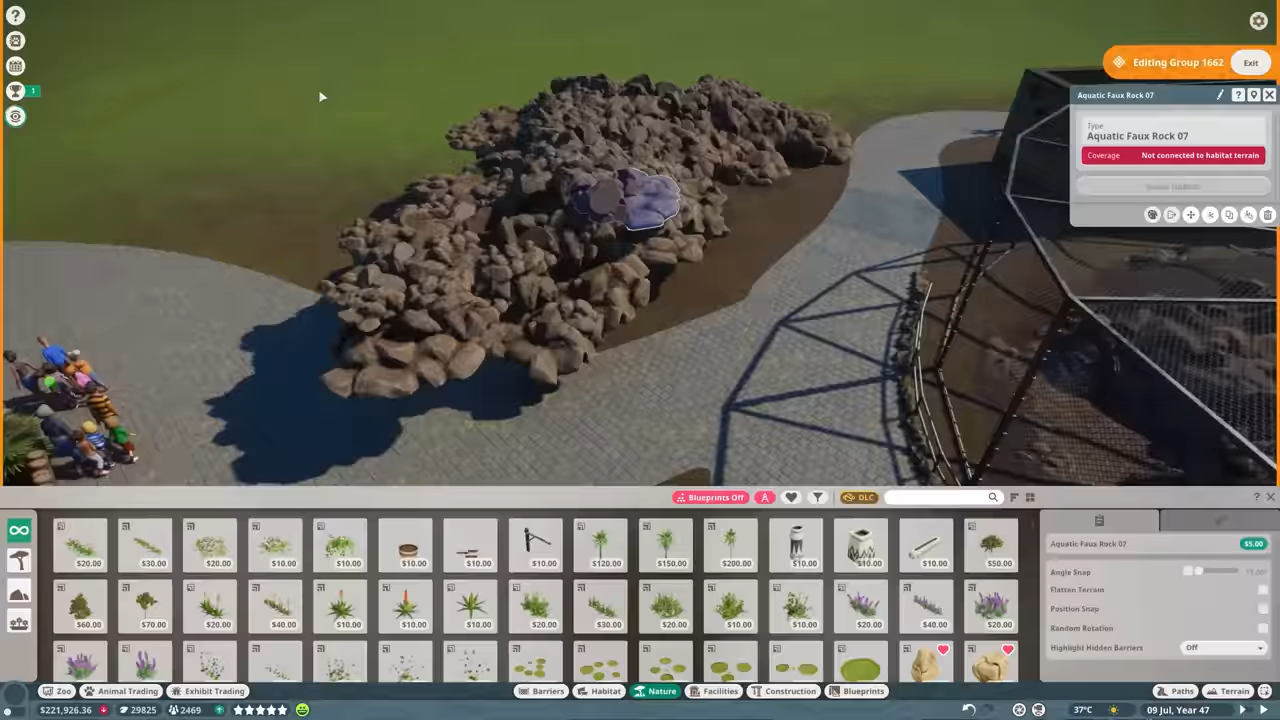 ?
Editing Group 1662 Exit
1
Aquatic Faux Rock 07 ?
Type
Aquatic Faux Rock 07
Coverage Not connected to habitat terrain
Blueprints Off DLC ?
$20.00 $30.00 $20.00 $10.00 $10.00 $10.00 $10.00 $10.00 $120.00 $150.00 $200.00 $10.00 $10.00 $10.00 $50.00
Aquatic Faux Rock 07 $5.00
Angle Snap
Flatten Terrain
$60.00 $70.00 $20.00 $40.00 $10.00 $10.00 $10.00 $20.00 $30.00 $20.00 $10.00 $10.00 $20.00 $40.00 $20.00
Position Snap
Random Rotation
Highlight Hidden Barriers Off
Zoo Animal Trading Exhibit Trading Barriers Habitat Nature Facilities Construction Blueprints Paths Terrain
$221,926.36 29825 2469 37°C 09 Jul, Year 47